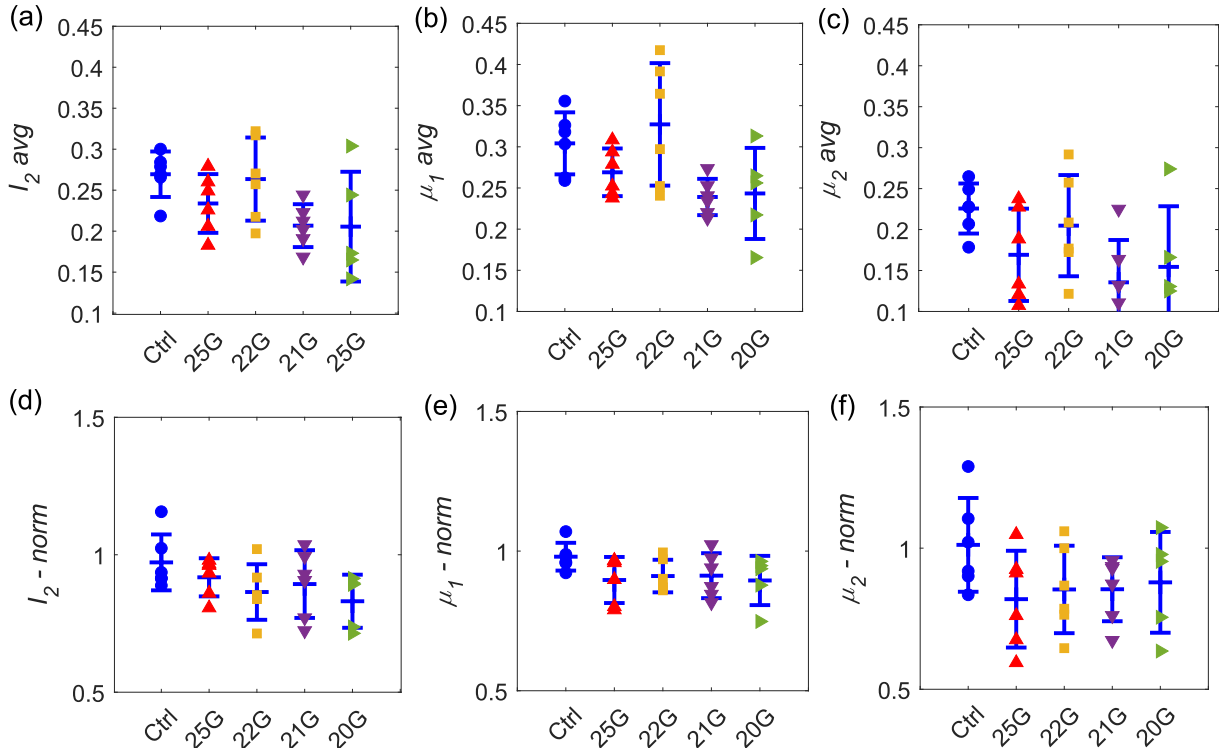 (a)
0.45
0.4
0.35
0.3
0.25
0.2
0.15
0.1
I2 avg
Ctrl
25G
22G
21G
25G
(b)
0.45
0.4
0.35
0.3
0.25
0.2
0.15
0.1
μ1 avg
Ctrl
25G
22G
21G
20G
(c)
0.45
0.4
0.35
0.3
0.25
0.2
0.15
0.1
μ2 avg
Ctrl
25G
22G
21G
20G
(d)
1.5
1
0.5
I2 - norm
Ctrl
25G
22G
21G
20G
(e)
1.5
1
0.5
μ1 - norm
Ctrl
25G
22G
21G
20G
(f)
1.5
1
0.5
μ2 - norm
Ctrl
25G
22G
21G
20G